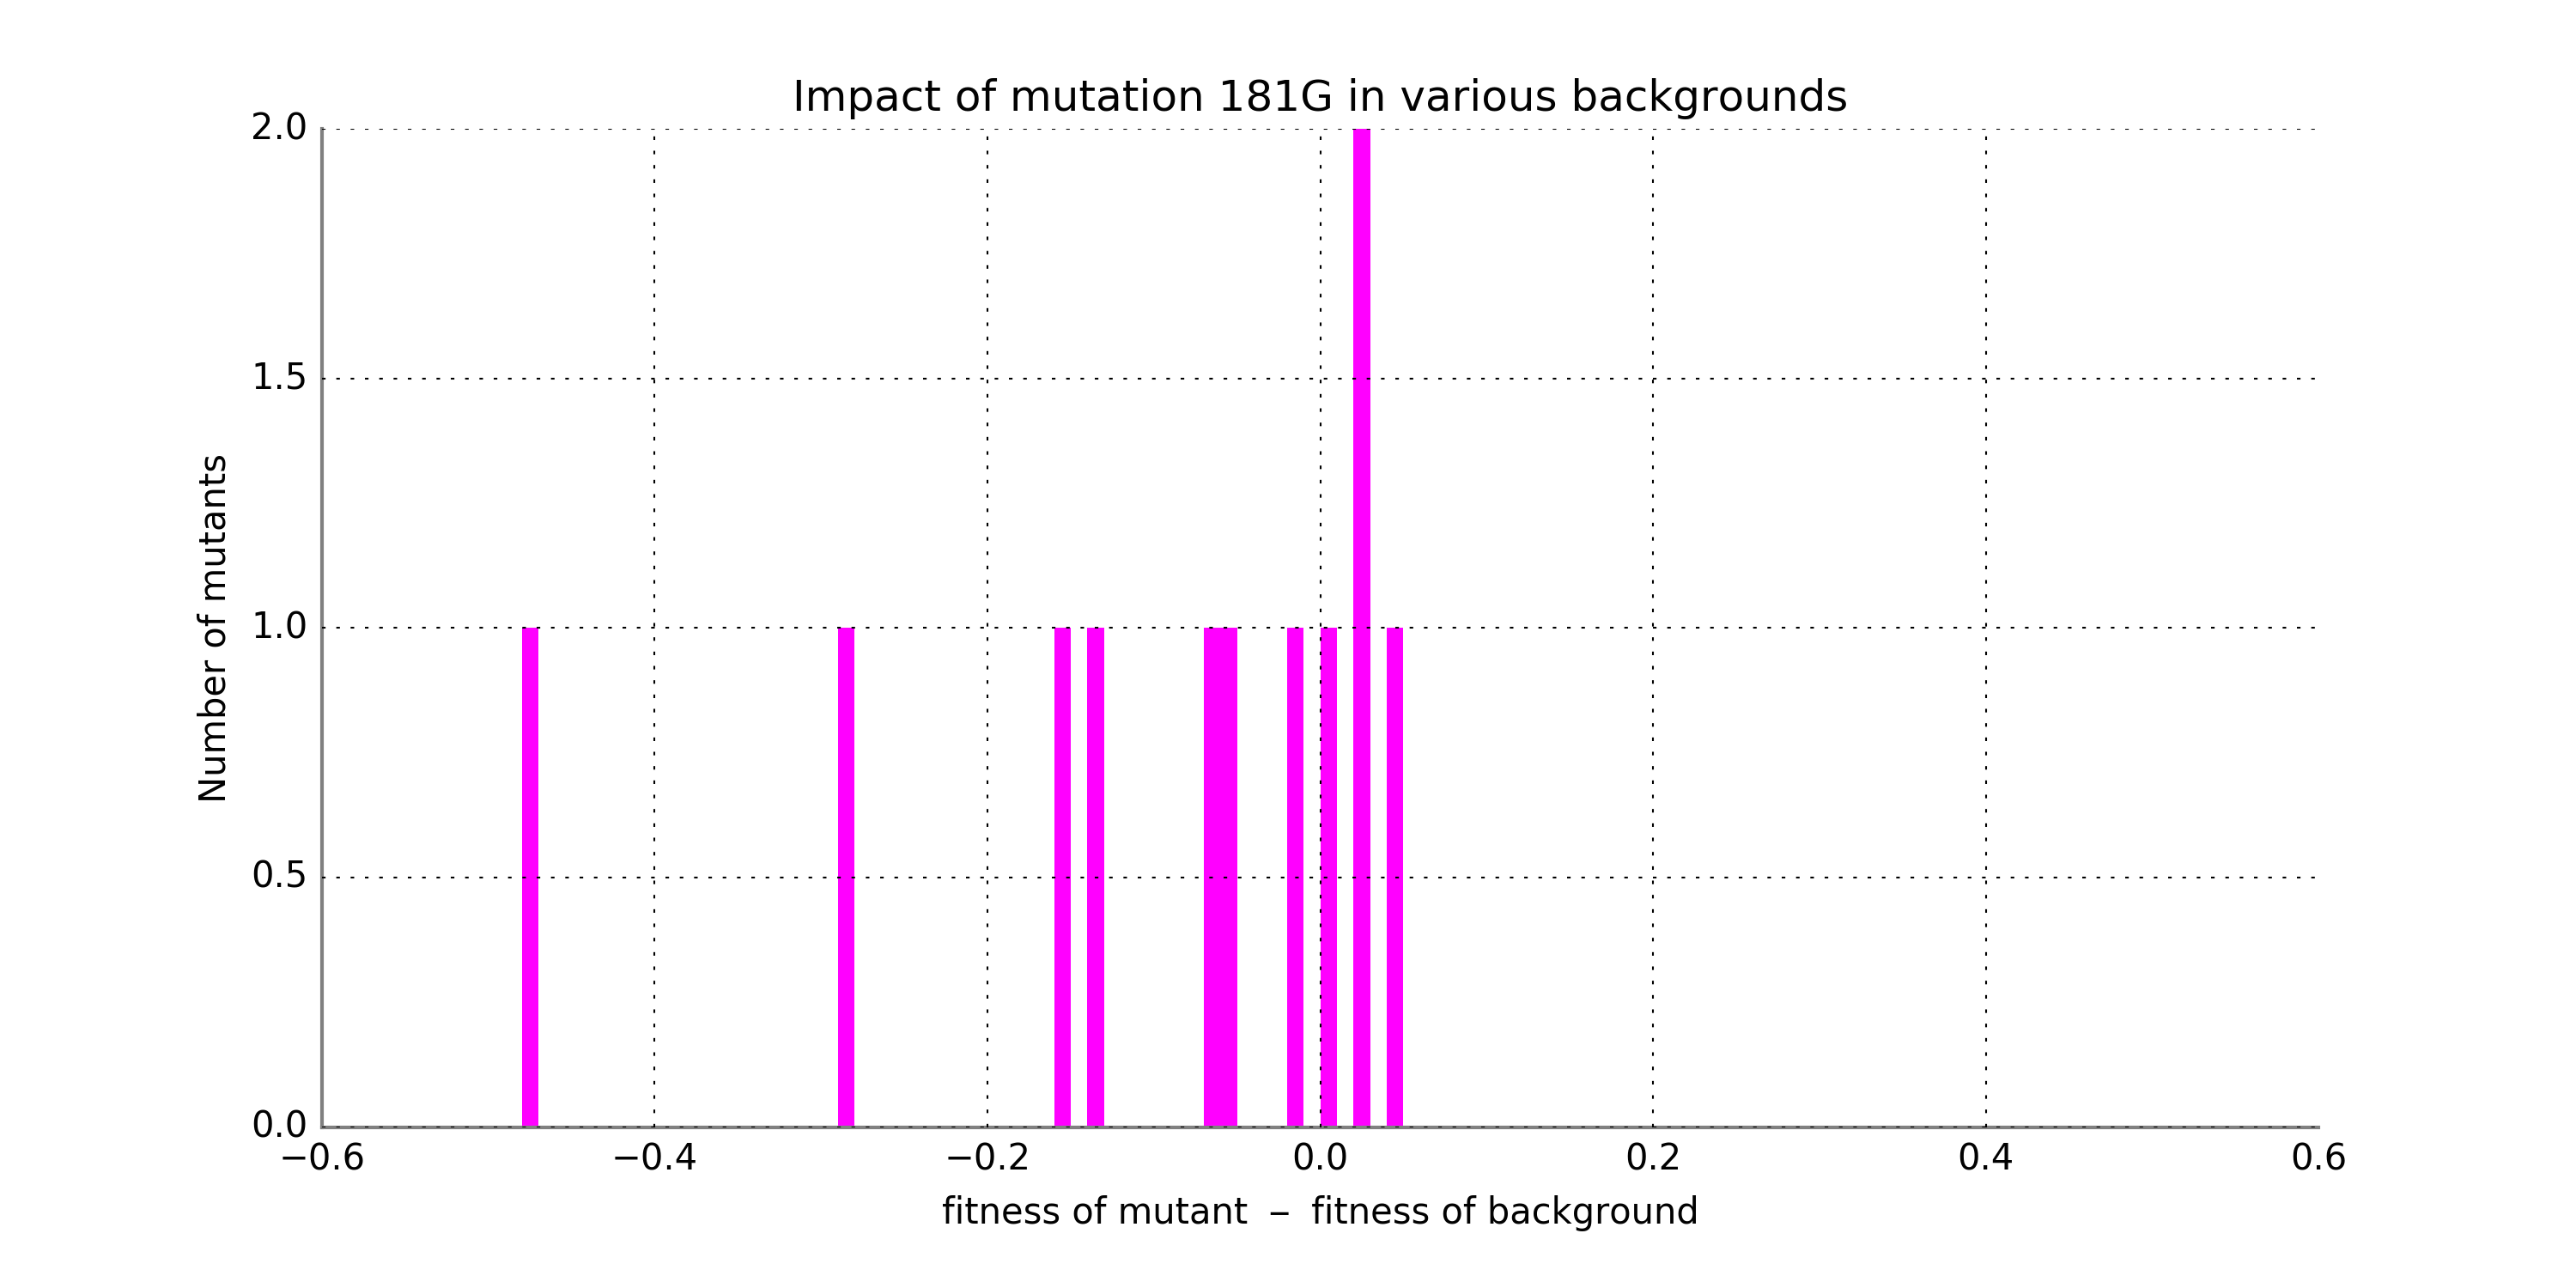 Impact of mutation 181G in various backgrounds
2.0
1.5
1.0
0.5
0.0
Number of mutants
−0.6 −0.4 −0.2 0.0 0.2 0.4 0.6
fitness of mutant − fitness of background